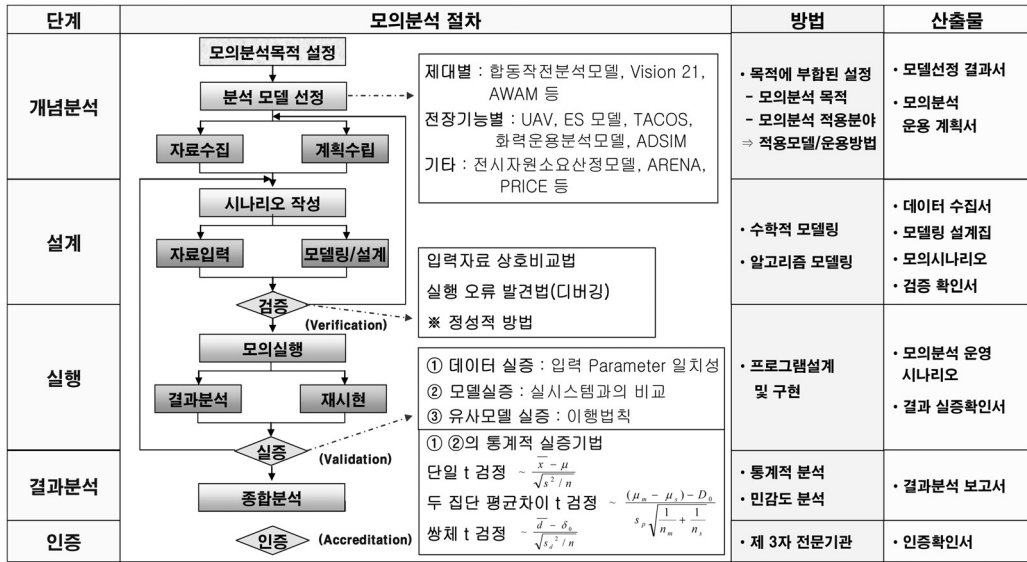 단계
모의분석 절차
방법
산출물
개념분석
모의분석목적 설정
분석 모델 선정
자료수집
계획수립
제대별 : 합동작전분석모델, Vision 21,
AWAM 등
전장기능별 : UAV, ES 모델, TACOS,
화력운용분석모델, ADSIM
기타 : 전시자원소요산정모델, ARENA,
PRICE 등
• 목적에 부합된 설정
- 모의분석 목적
- 모의분석 적용분야
⇒ 적용모델/운용방법
• 모델선정 결과서
• 모의분석
운용 계획서
설계
시나리오 작성
자료입력
모델링/설계
검증
(Verification)
입력자료 상호비교법
실행 오류 발견법(디버깅)
※ 정성적 방법
• 수학적 모델링
• 알고리즘 모델링
• 데이터 수집서
• 모델링 설계집
• 모의시나리오
• 검증 확인서
실행
모의실행
결과분석
재시현
실증
(Validation)
① 데이터 실증 : 입력 Parameter 일치성
② 모델실증 : 실시스템과의 비교
③ 유사모델 실증 : 이행법칙
① ②의 통계적 실증기법
단일 t 검정 ~ (x̄ − μ) / √(s² / n)
두 집단 평균차이 t 검정 ~ ((μₘ − μₛ) − D₀) / (sₚ√(1/nₘ + 1/nₛ))
쌍체 t 검정 ~ (d̄ − δ₀) / √(s_d² / n)
• 프로그램설계
및 구현
• 모의분석 운영
시나리오
• 결과 실증확인서
결과분석
종합분석
• 통계적 분석
• 민감도 분석
• 결과분석 보고서
인증
인증
(Accreditation)
• 제 3자 전문기관
• 인증확인서